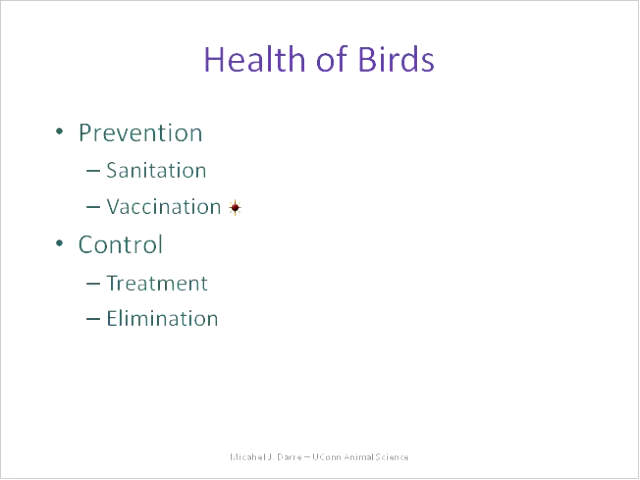 Health of Birds
• Prevention
– Sanitation
– Vaccination
• Control
– Treatment
– Elimination
Micahel J. Darre – UConn Animal Science